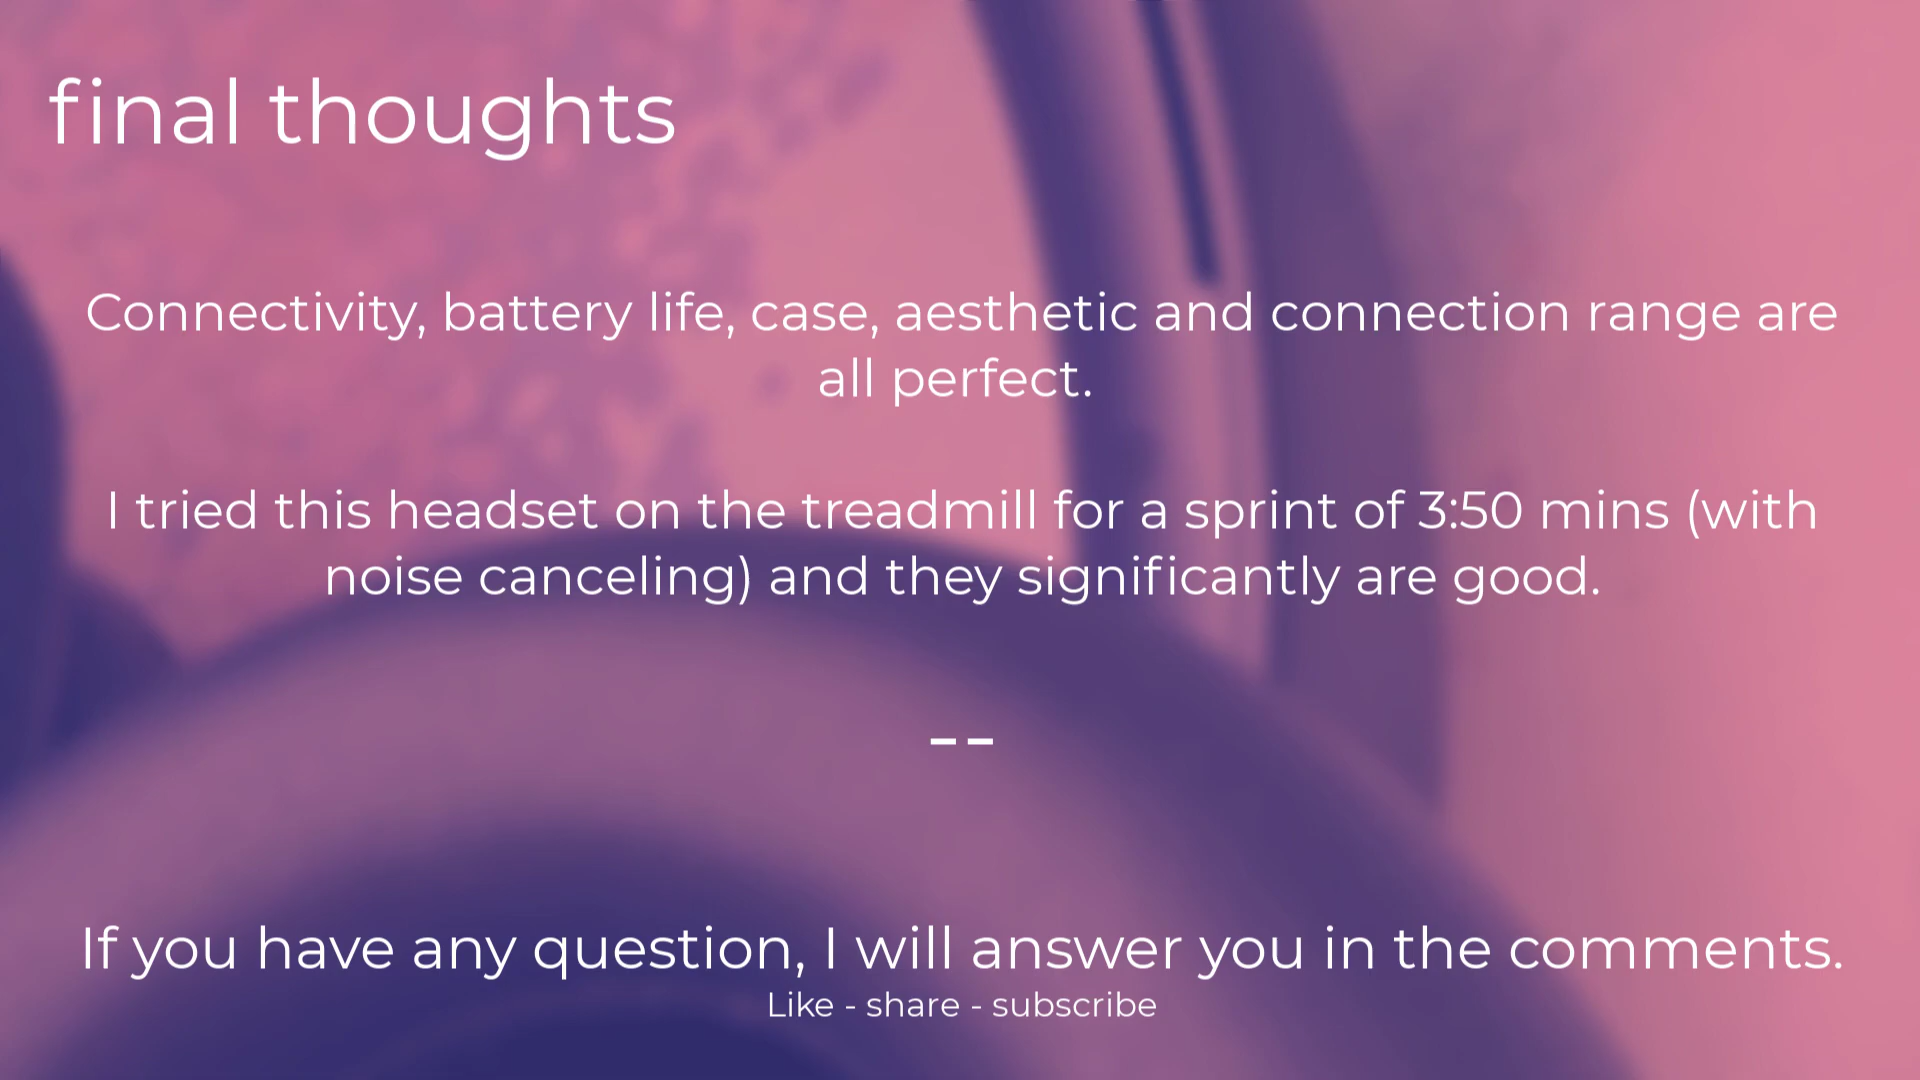 final thoughts
Connectivity, battery life, case, aesthetic and connection range are
all perfect.
I tried this headset on the treadmill for a sprint of 3:50 mins (with
noise canceling) and they significantly are good.
--
If you have any question, I will answer you in the comments.
Like - share - subscribe